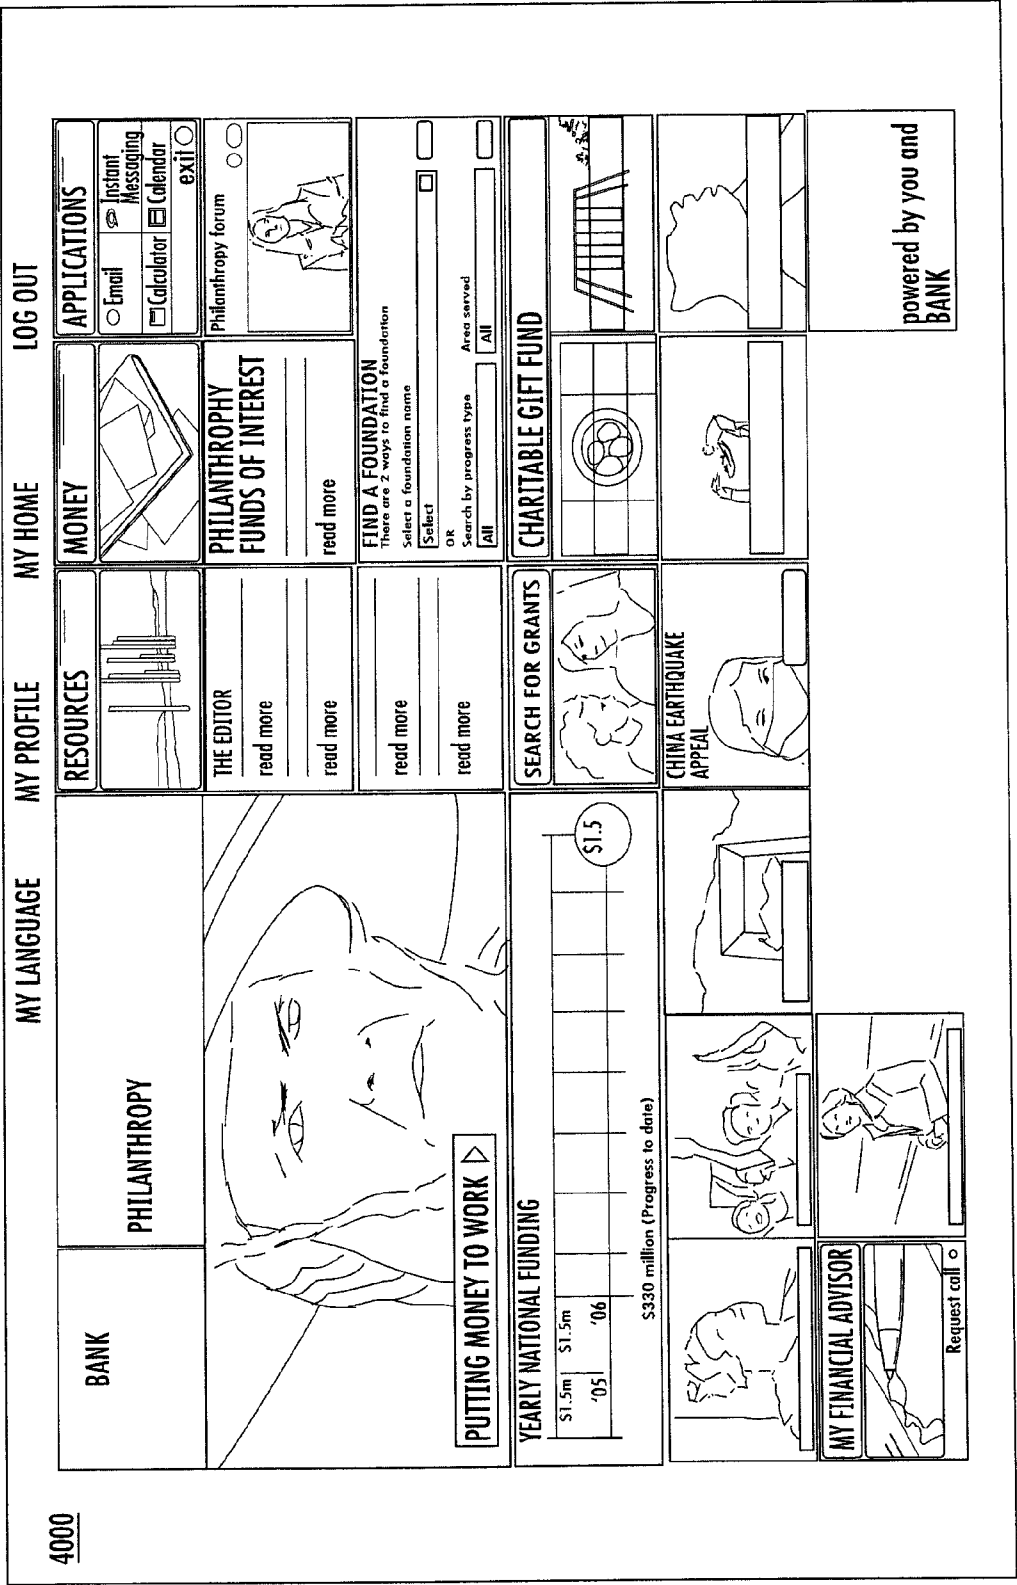 4000
MY LANGUAGE
MY PROFILE
MY HOME
LOG OUT
BANK
PHILANTHROPY
RESOURCES
MONEY
APPLICATIONS
Email
Instant
Messaging
Calculator
Calendar
exit
THE EDITOR
read more
read more
PHILANTHROPHY
FUNDS OF INTEREST
read more
Philanthropy forum
PUTTING MONEY TO WORK
read more
read more
FIND A FOUNDATION
There are 2 ways to find a foundation
Select a foundation name
Select
OR
Search by progress type
Area served
All
All
YEARLY NATIONAL FUNDING
$1.5m
$1.5m
'05
'06
$1.5
$330 million (Progress to date)
SEARCH FOR GRANTS
CHARITABLE GIFT FUND
CHINA EARTHQUAKE
APPEAL
MY FINANCIAL ADVISOR
Request call
powered by you and
BANK